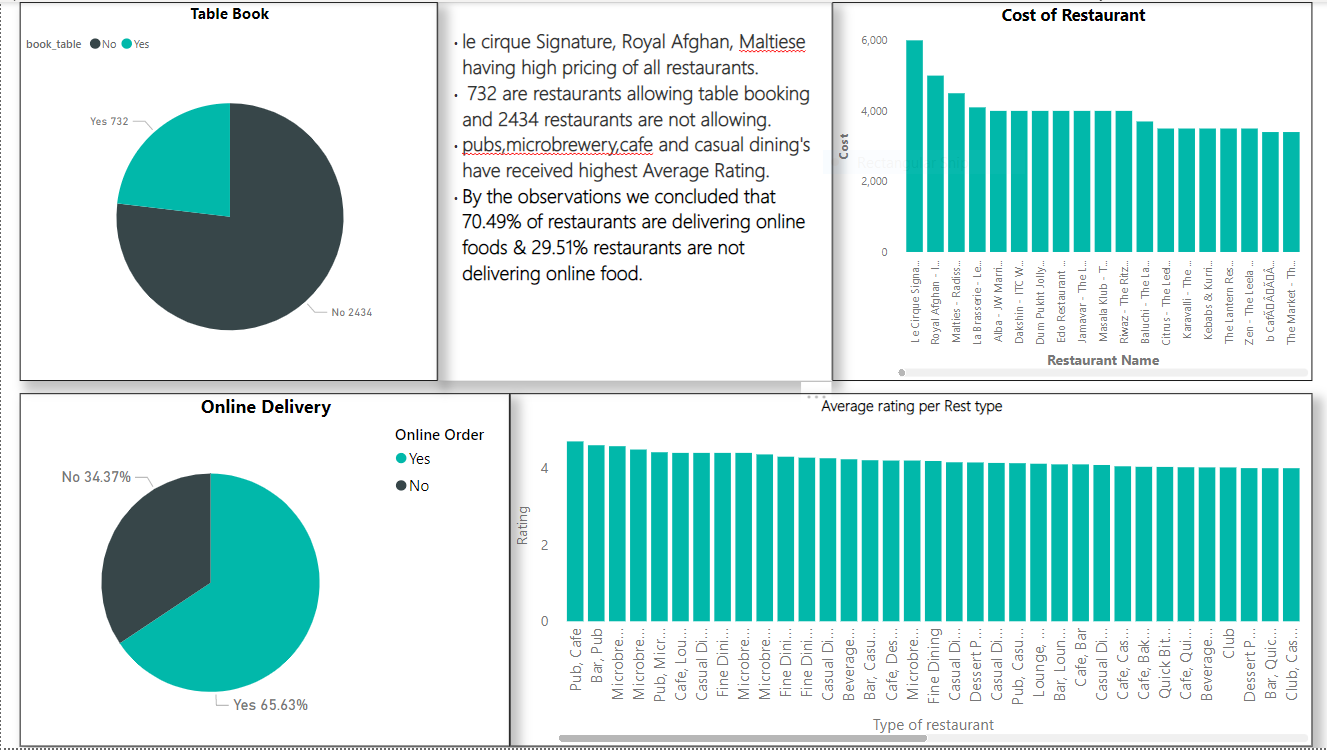 Table Book
book_table No Yes
Yes 732
No 2434
· le cirque Signature, Royal Afghan, Maltiese
having high pricing of all restaurants.
· 732 are restaurants allowing table booking
and 2434 restaurants are not allowing.
· pubs,microbrewery,cafe and casual dining's
have received highest Average Rating.
· By the observations we concluded that
70.49% of restaurants are delivering online
foods & 29.51% restaurants are not
delivering online food.
Cost of Restaurant
6,000
4,000
2,000
0
Cost
Le Cirque Signa...
Royal Afghan - I...
Malties - Radiss...
La Brasserie - Le...
Alba - JW Marri...
Dakshin - ITC W...
Dum Pukht Jolly...
Edo Restaurant ...
Jamavar - The L...
Masala Klub - T...
Riwaz - The Ritz...
Baluchi - The La...
Citrus - The Leel...
Karavalli - The ...
Kebabs & Kurri...
The Lantern Res...
Zen - The Leela ...
The Market - Th...
Restaurant Name
Online Delivery
Online Order
Yes
No
No 34.37%
Yes 65.63%
Average rating per Rest type
4
2
0
Rating
Pub, Cafe
Bar, Pub
Microbre...
Microbre...
Pub, Micr...
Cafe, Lou...
Casual Di...
Fine Dini...
Microbre...
Microbre...
Fine Dini...
Fine Dini...
Casual Di...
Beverage...
Bar, Casu...
Cafe, Des...
Microbre...
Fine Dining
Casual Di...
Dessert P...
Casual Di...
Pub, Casu...
Lounge, ...
Bar, Loun...
Cafe, Bar
Casual Di...
Cafe, Cas...
Cafe, Bak...
Quick Bit...
Cafe, Qui...
Beverage...
Club
Dessert P...
Bar, Quic...
Club, Cas...
Type of restaurant